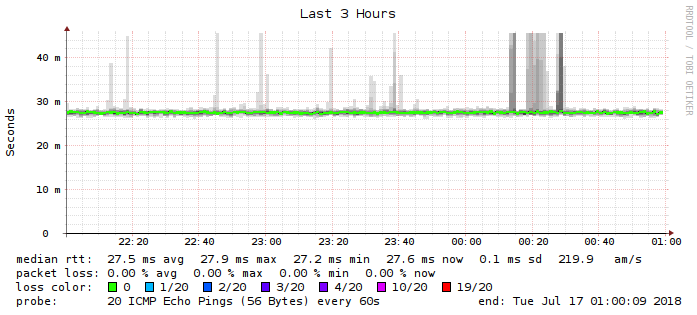 Last 3 Hours
RRDTOOL / TOBI OETIKER
Seconds
40 m
30 m
20 m
10 m
0
22:20 22:40 23:00 23:20 23:40 00:00 00:20 00:40 01:00
median rtt: 27.5 ms avg 27.9 ms max 27.2 ms min 27.6 ms now 0.1 ms sd 219.9 am/s
packet loss: 0.00 % avg 0.00 % max 0.00 % min 0.00 % now
loss color: 0 1/20 2/20 3/20 4/20 10/20 19/20
probe: 20 ICMP Echo Pings (56 Bytes) every 60s end: Tue Jul 17 01:00:09 2018